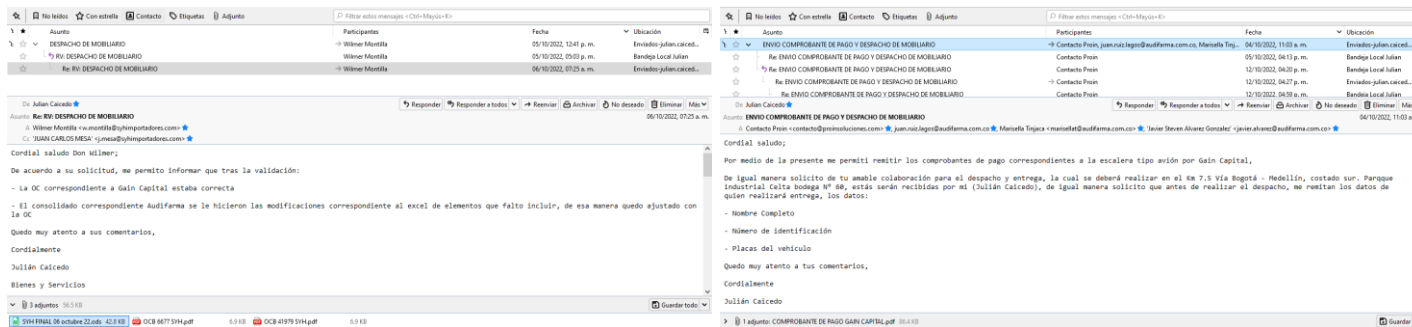 No leídos Con estrella Contacto Etiquetas Adjunto
Filtrar estos mensajes <Ctrl+Mayús+K>
Asunto Participantes Fecha Ubicación
DESPACHO DE MOBILIARIO Wilmer Montilla 05/10/2022, 12:41 p. m. Enviados-julian.caiced...
RV: DESPACHO DE MOBILIARIO Wilmer Montilla 05/10/2022, 05:03 p. m. Bandeja Local Julian
Re: RV: DESPACHO DE MOBILIARIO Wilmer Montilla 06/10/2022, 07:25 a. m. Enviados-julian.caiced...
De Julian Caicedo
Responder Responder a todos Reenviar Archivar No deseado Eliminar Más
Asunto Re: RV: DESPACHO DE MOBILIARIO 06/10/2022, 07:25 a. m.
A Wilmer Montilla <w.montilla@syhimportadores.com>
Cc 'JUAN CARLOS MESA' <j.mesa@syhimportadores.com>
Cordial saludo Don Wilmer;
De acuerdo a su solicitud, me permito informar que tras la validación:
- La OC correspondiente a Gain Capital estaba correcta
- El consolidado correspondiente Audifarma se le hicieron las modificaciones correspondiente al excel de elementos que falto incluir, de esa manera quedo ajustado con
la OC
Quedo muy atento a sus comentarios,
Cordialmente
Julián Caicedo
Bienes y Servicios
3 adjuntos 56.5 KB Guardar todo
SYH FINAL 06 octubre 22.ods 42.8 KB OCB 6677 SYH.pdf 6.9 KB OCB 41979 SYH.pdf 6.9 KB
No leídos Con estrella Contacto Etiquetas Adjunto
Filtrar estos mensajes <Ctrl+Mayús+K>
Asunto Participantes Fecha Ubicación
ENVIO COMPROBANTE DE PAGO Y DESPACHO DE MOBILIARIO Contacto Proin, juan.ruiz.lagos@audifarma.com.co, Marisella Tinj... 04/10/2022, 11:03 a. m. Enviados-julian.caiced...
Re: ENVIO COMPROBANTE DE PAGO Y DESPACHO DE MOBILIARIO Contacto Proin 05/10/2022, 04:13 p. m. Bandeja Local Julian
Re: ENVIO COMPROBANTE DE PAGO Y DESPACHO DE MOBILIARIO Contacto Proin 12/10/2022, 04:20 p. m. Bandeja Local Julian
Re: ENVIO COMPROBANTE DE PAGO Y DESPACHO DE MOBILIARIO Contacto Proin 12/10/2022, 04:27 p. m. Enviados-julian.caiced...
Re: ENVIO COMPROBANTE DE PAGO Y DESPACHO DE MOBILIARIO Contacto Proin 12/10/2022, 04:59 p. m. Bandeja Local Julian
De Julian Caicedo
Responder Responder a todos Reenviar Archivar No deseado Eliminar
Asunto ENVIO COMPROBANTE DE PAGO Y DESPACHO DE MOBILIARIO 04/10/2022, 11:03 a
A Contacto Proin <contacto@proinsoluciones.com>, juan.ruiz.lagos@audifarma.com.co, Marisella Tinjaca <marisellat@audifarma.com.co>, 'Javier Steven Alvarez Gonzalez' <javier.alvarez@audifarma.com.co>
Cordial saludo;
Por medio de la presente me permiti remitir los comprobantes de pago correspondientes a la escalera tipo avión por Gain Capital,
De igual manera solicito de tu amable colaboración para el despacho y entrega, la cual se deberá realizar en el Km 7.5 Vía Bogotá - Medellín, costado sur. Parqque
industrial Celta bodega Nº 60, estás serán recibidas por mi (Julián Caicedo), de igual manera solicito que antes de realizar el despacho, me remitan los datos de
quien realizará entrega, los datos:
- Nombre Completo
- Número de identificación
- Placas del vehículo
Quedo muy atento a tus comentarios,
Cordialmente
Julián Caicedo
1 adjunto: COMPROBANTE DE PAGO GAIN CAPITAL.pdf 86.4 KB Guardar